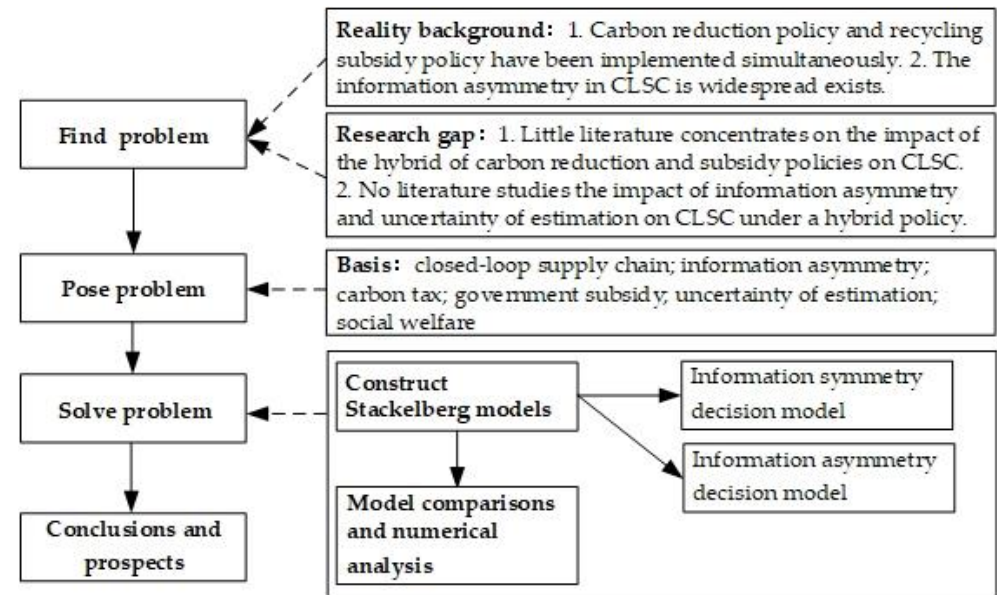 Reality background: 1. Carbon reduction policy and recycling
subsidy policy have been implemented simultaneously. 2. The
information asymmetry in CLSC is widespread exists.
Find problem
Research gap: 1. Little literature concentrates on the impact of
the hybrid of carbon reduction and subsidy policies on CLSC.
2. No literature studies the impact of information asymmetry
and uncertainty of estimation on CLSC under a hybrid policy.
Pose problem
Basis: closed-loop supply chain; information asymmetry;
carbon tax; government subsidy; uncertainty of estimation;
social welfare
Solve problem
Construct
Stackelberg models
Information symmetry
decision model
Information asymmetry
decision model
Model comparisons
and numerical
analysis
Conclusions and
prospects